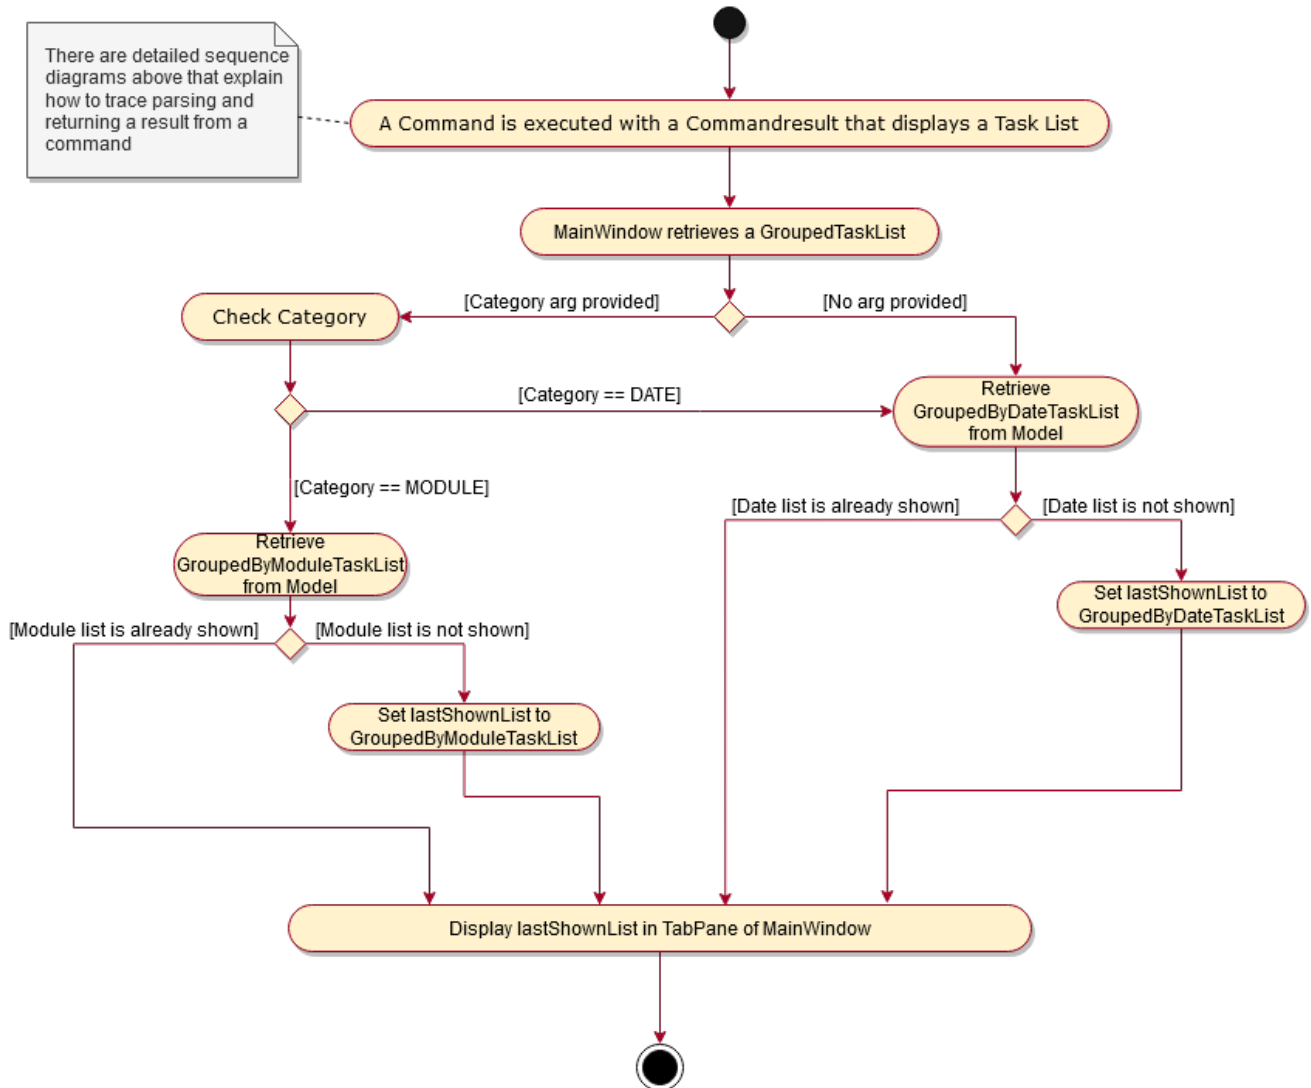 There are detailed sequence
diagrams above that explain
how to trace parsing and
returning a result from a
command
A Command is executed with a Commandresult that displays a Task List
MainWindow retrieves a GroupedTaskList
[Category arg provided]
[No arg provided]
Check Category
[Category == DATE]
Retrieve
GroupedByDateTaskList
from Model
[Category == MODULE]
[Date list is already shown]
[Date list is not shown]
Retrieve
GroupedByModuleTaskList
from Model
Set lastShownList to
GroupedByDateTaskList
[Module list is already shown]
[Module list is not shown]
Set lastShownList to
GroupedByModuleTaskList
Display lastShownList in TabPane of MainWindow